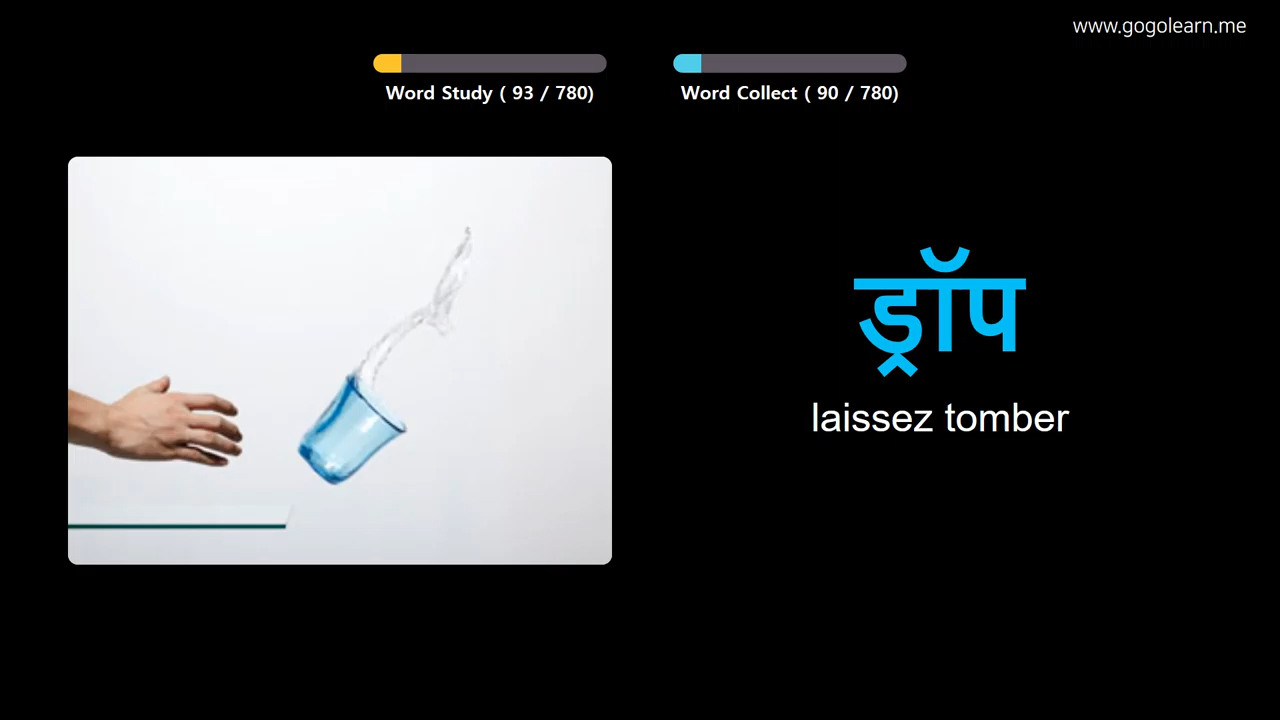 www.gogolearn.me
Word Study ( 93 / 780)
Word Collect ( 90 / 780)
ड्रॉप
laissez tomber